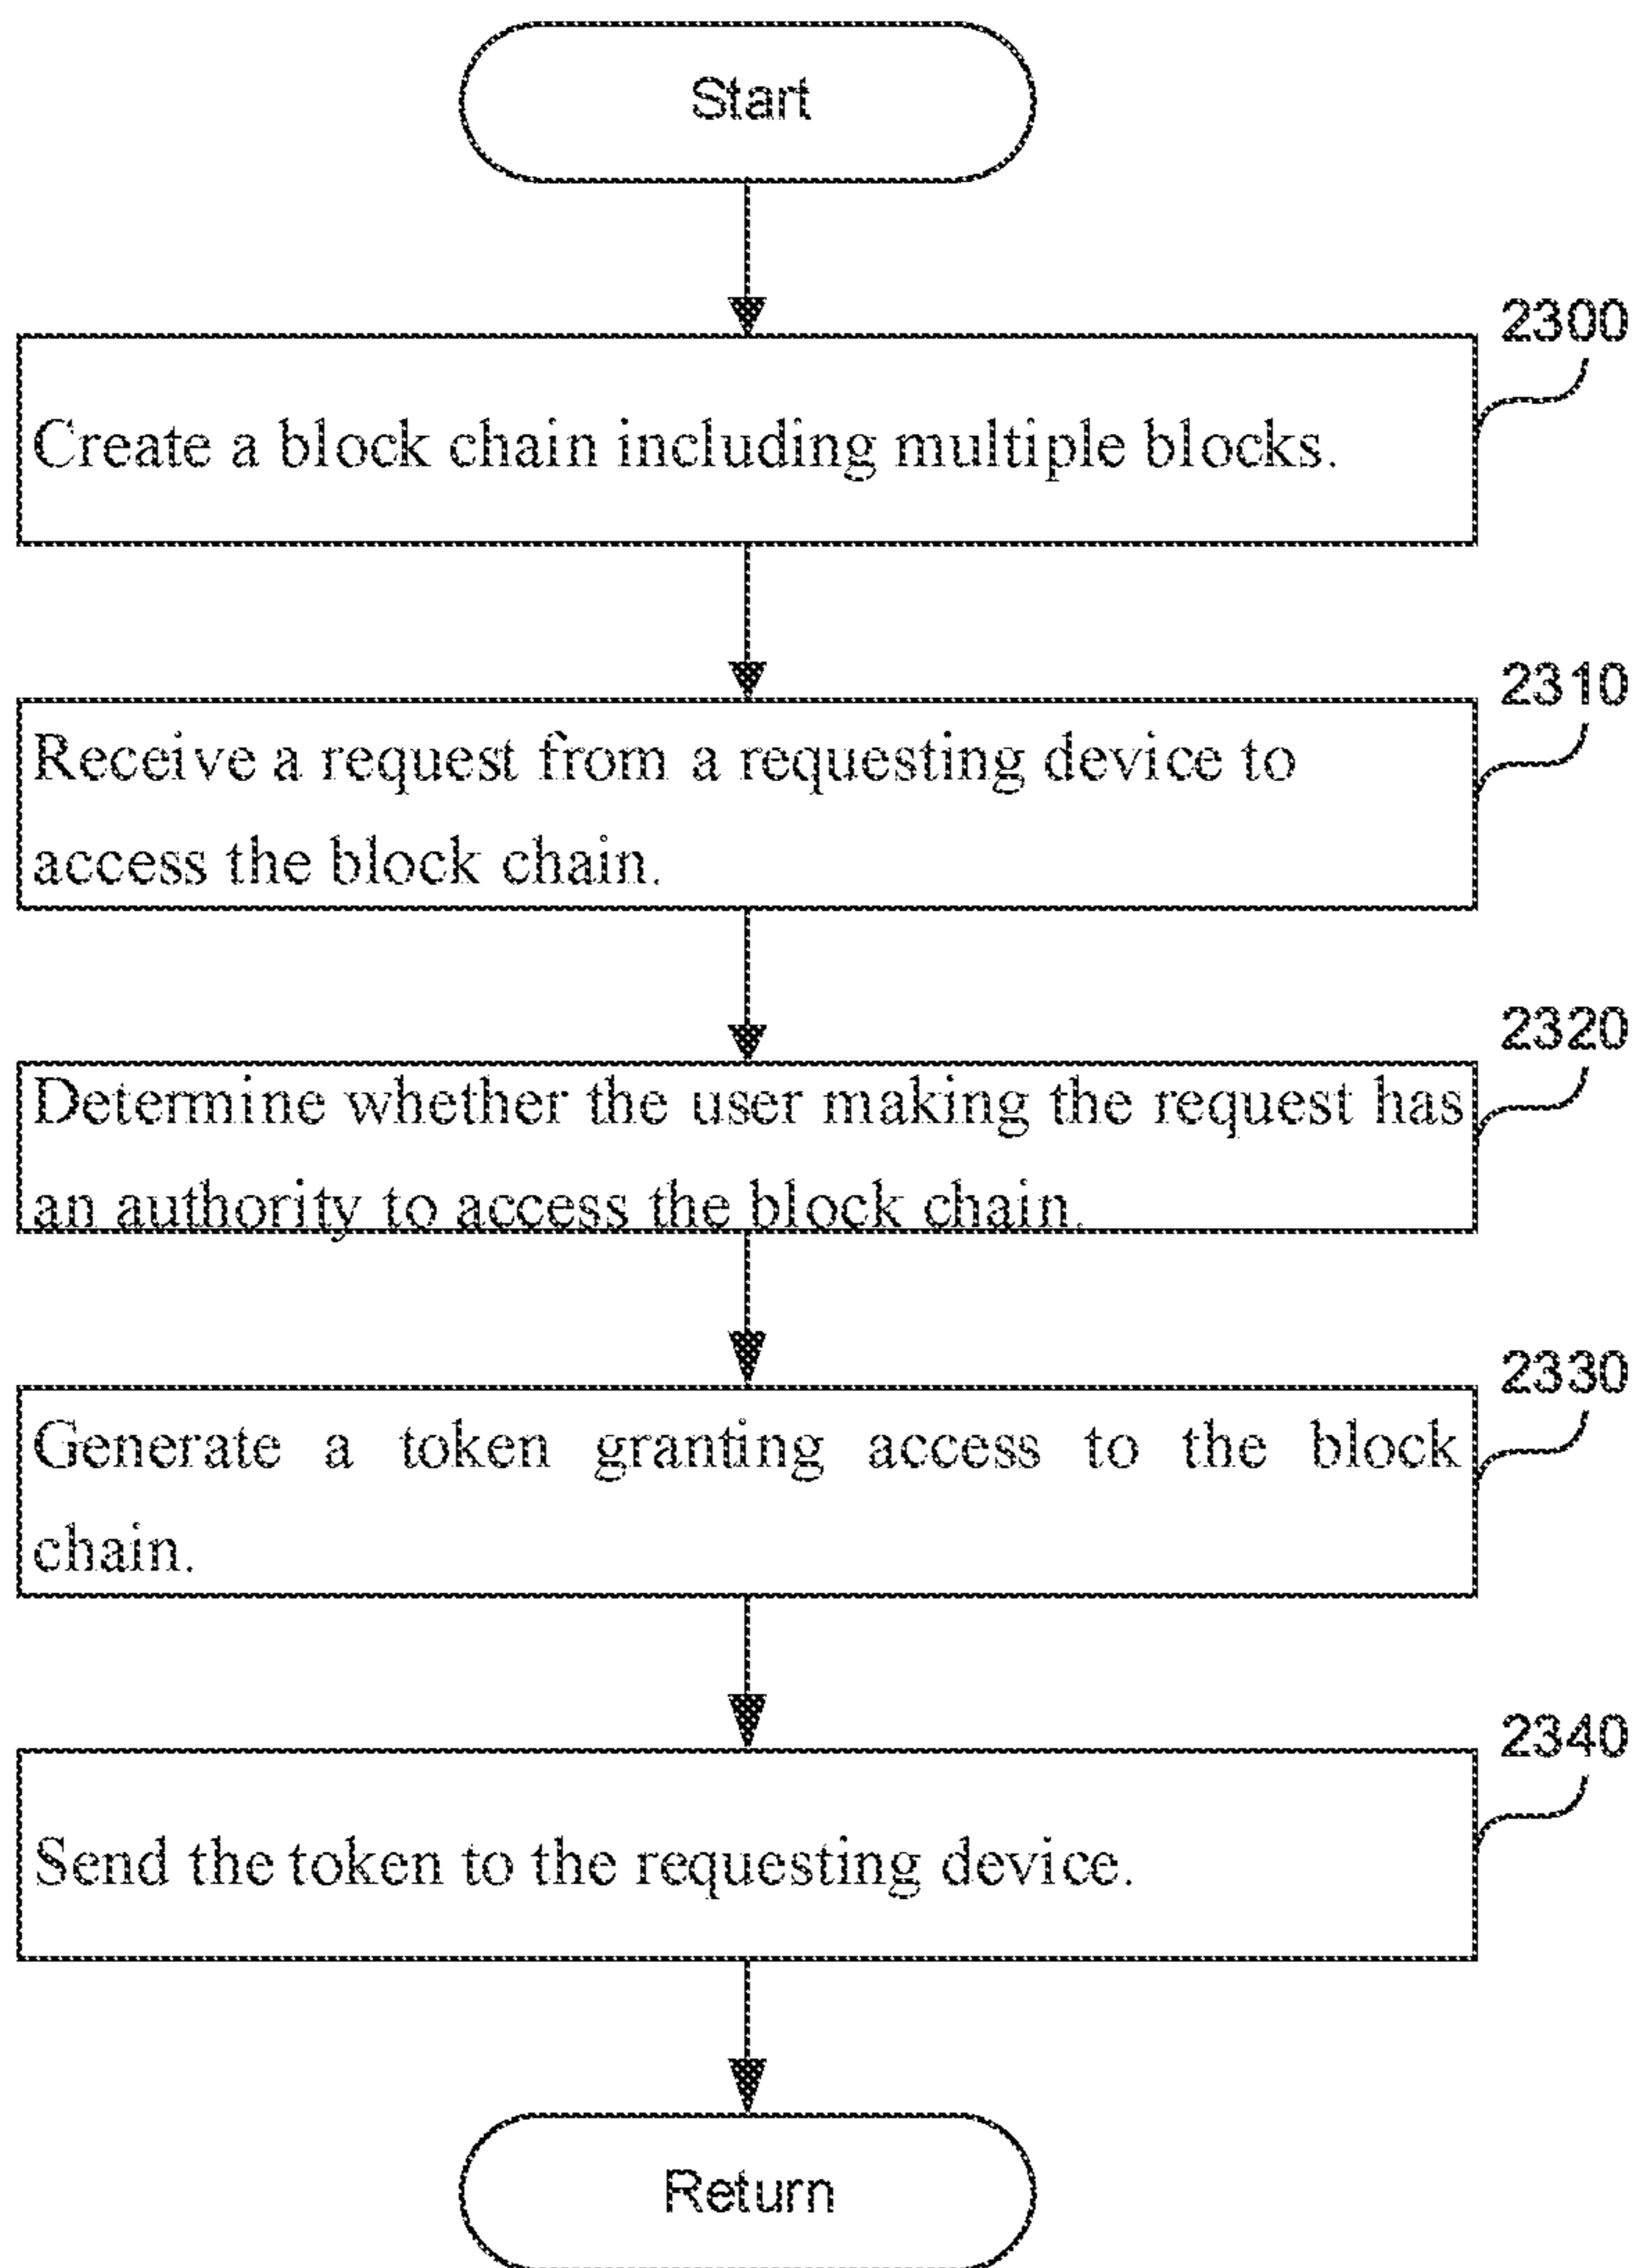 Start
2300
Create a block chain including multiple blocks.
2310
Receive a request from a requesting device to
access the block chain.
2320
Determine whether the user making the request has
an authority to access the block chain.
2330
Generate a token granting access to the block
chain.
2340
Send the token to the requesting device.
Return